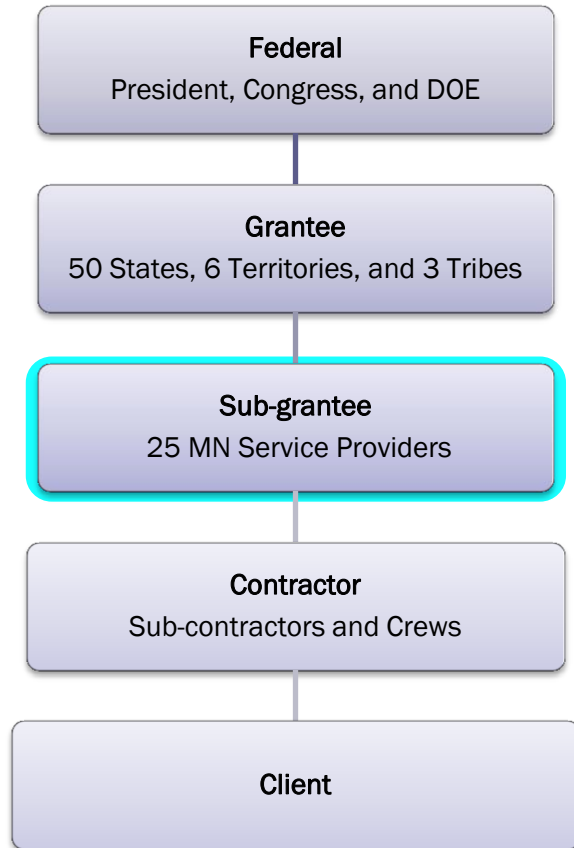 Federal
President, Congress, and DOE
Grantee
50 States, 6 Territories, and 3 Tribes
Sub-grantee
25 MN Service Providers
Contractor
Sub-contractors and Crews
Client